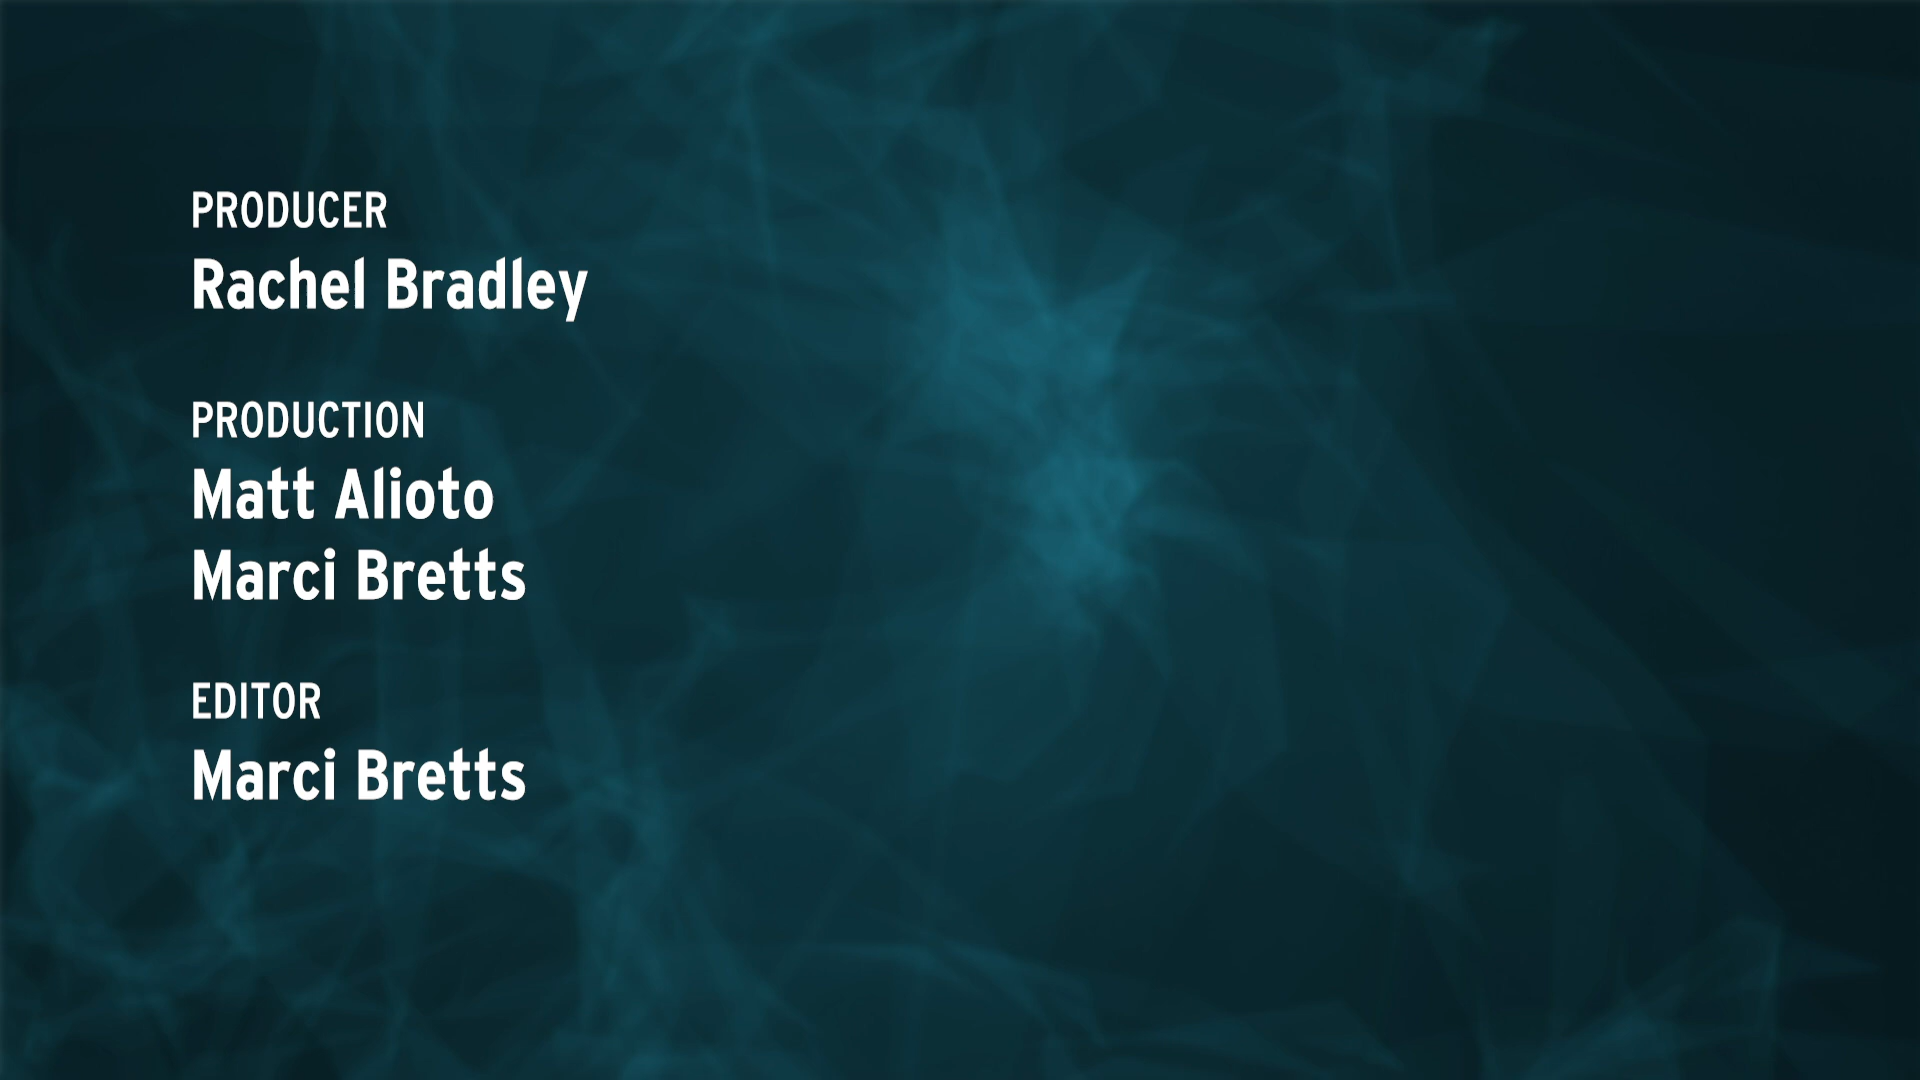 PRODUCER
Rachel Bradley
PRODUCTION
Matt Alioto
Marci Bretts
EDITOR
Marci Bretts